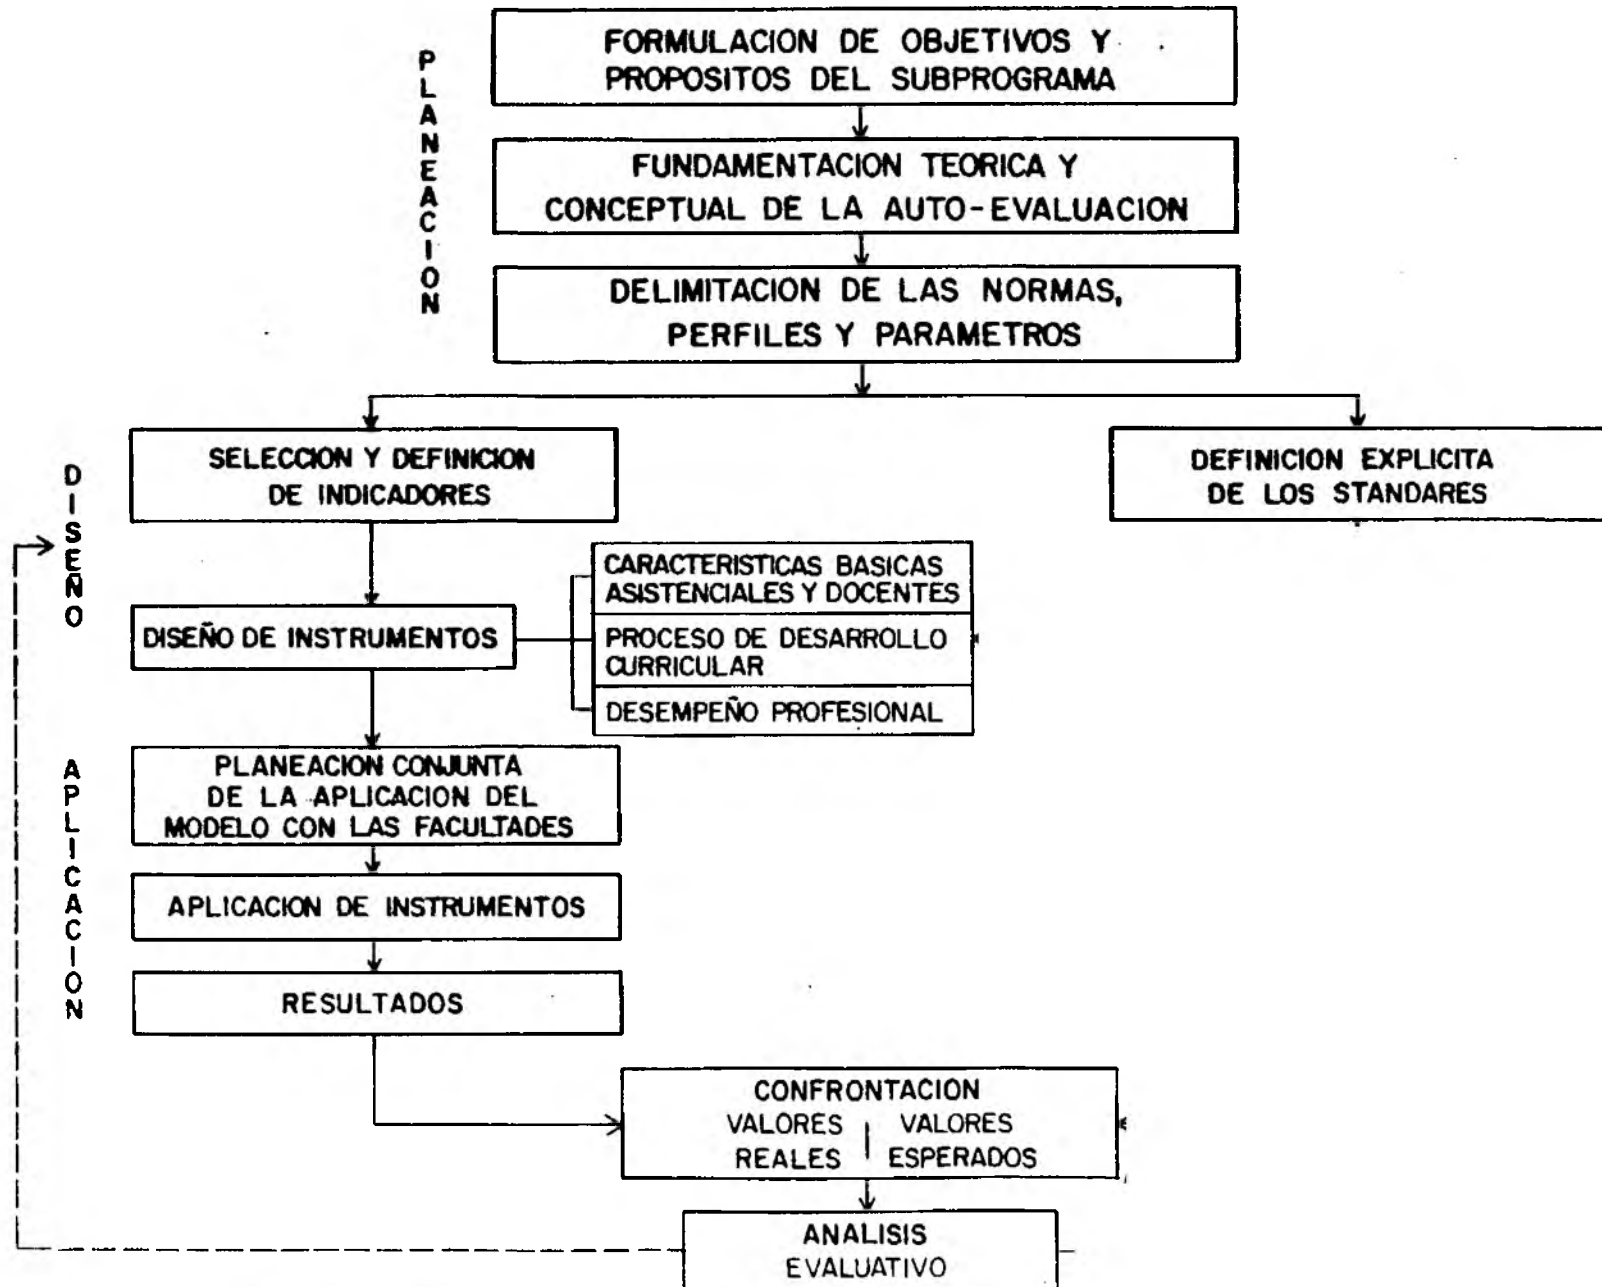 PLANEACION
FORMULACION DE OBJETIVOS Y
PROPOSITOS DEL SUBPROGRAMA
FUNDAMENTACION TEORICA Y
CONCEPTUAL DE LA AUTO-EVALUACION
DELIMITACION DE LAS NORMAS,
PERFILES Y PARAMETROS
DISEÑO
SELECCION Y DEFINICION
DE INDICADORES
DEFINICION EXPLICITA
DE LOS STANDARES
DISEÑO DE INSTRUMENTOS
CARACTERISTICAS BASICAS
ASISTENCIALES Y DOCENTES
PROCESO DE DESARROLLO
CURRICULAR
DESEMPEÑO PROFESIONAL
APLICACION
PLANEACION CONJUNTA
DE LA APLICACION DEL
MODELO CON LAS FACULTADES
APLICACION DE INSTRUMENTOS
RESULTADOS
CONFRONTACION
VALORES REALES
VALORES ESPERADOS
ANALISIS
EVALUATIVO